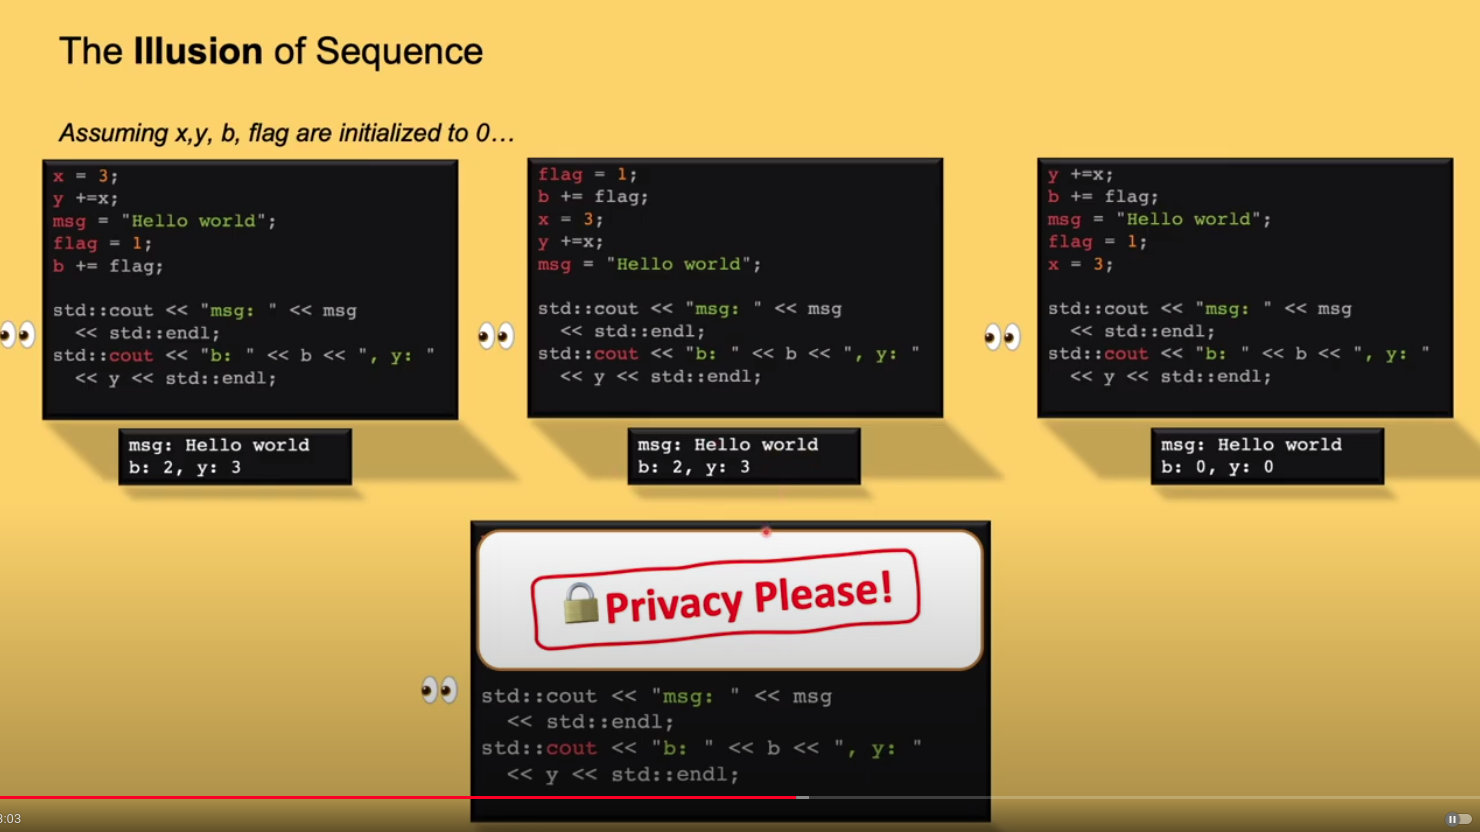 The Illusion of Sequence
Assuming x,y, b, flag are initialized to 0…
x = 3;
y +=x;
msg = "Hello world";
flag = 1;
b += flag;
std::cout << "msg: " << msg
<< std::endl;
std::cout << "b: " << b << ", y: "
<< y << std::endl;
msg: Hello world
b: 2, y: 3
flag = 1;
b += flag;
x = 3;
y +=x;
msg = "Hello world";
std::cout << "msg: " << msg
<< std::endl;
std::cout << "b: " << b << ", y: "
<< y << std::endl;
msg: Hello world
b: 2, y: 3
y +=x;
b += flag;
msg = "Hello world";
flag = 1;
x = 3;
std::cout << "msg: " << msg
<< std::endl;
std::cout << "b: " << b << ", y: "
<< y << std::endl;
msg: Hello world
b: 0, y: 0
Privacy Please!
std::cout << "msg: " << msg
<< std::endl;
std::cout << "b: " << b << ", y: "
<< y << std::endl;